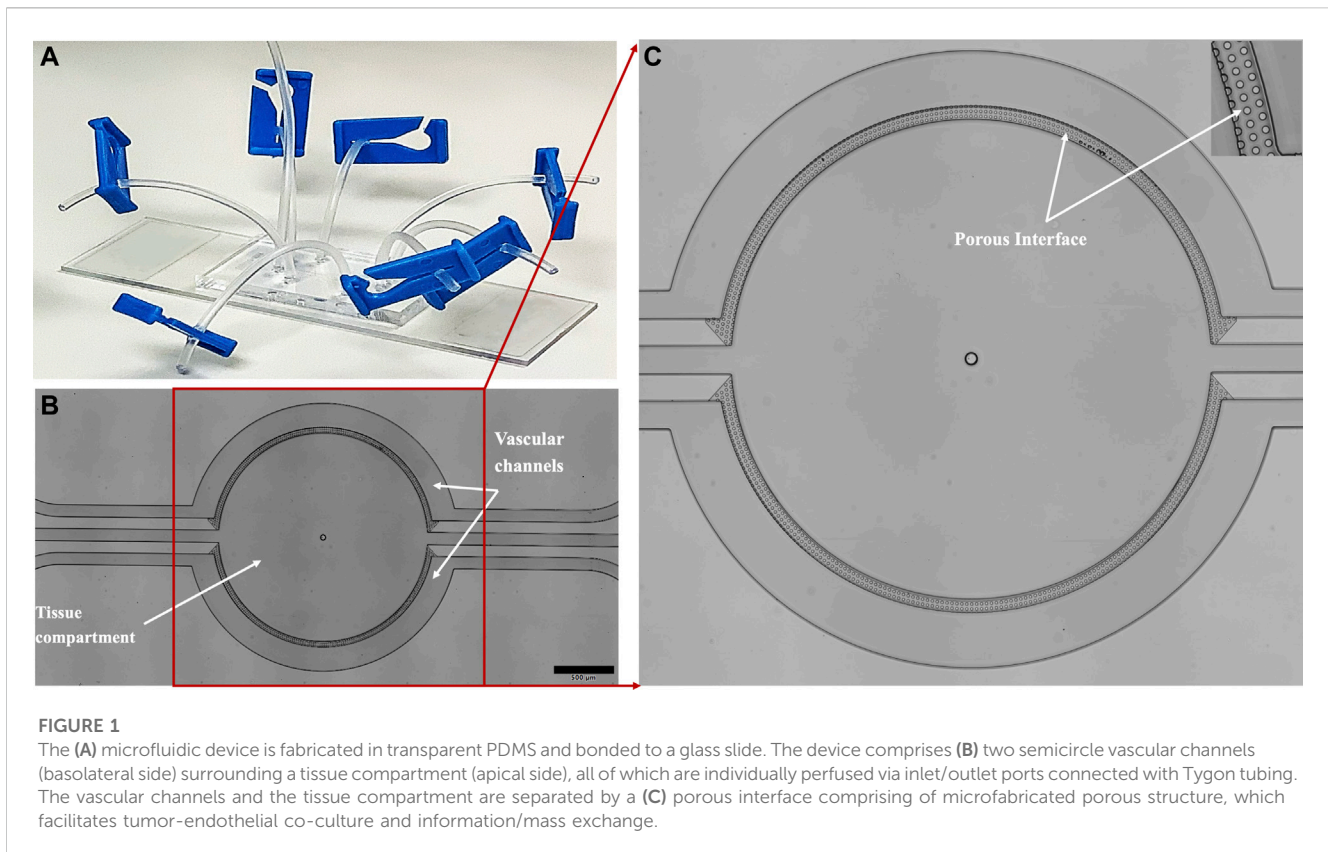 A
B
Vascular
channels
Tissue
compartment
500 µm
C
Porous Interface
FIGURE 1
The (A) microfluidic device is fabricated in transparent PDMS and bonded to a glass slide. The device comprises (B) two semicircle vascular channels
(basolateral side) surrounding a tissue compartment (apical side), all of which are individually perfused via inlet/outlet ports connected with Tygon tubing.
The vascular channels and the tissue compartment are separated by a (C) porous interface comprising of microfabricated porous structure, which
facilitates tumor-endothelial co-culture and information/mass exchange.